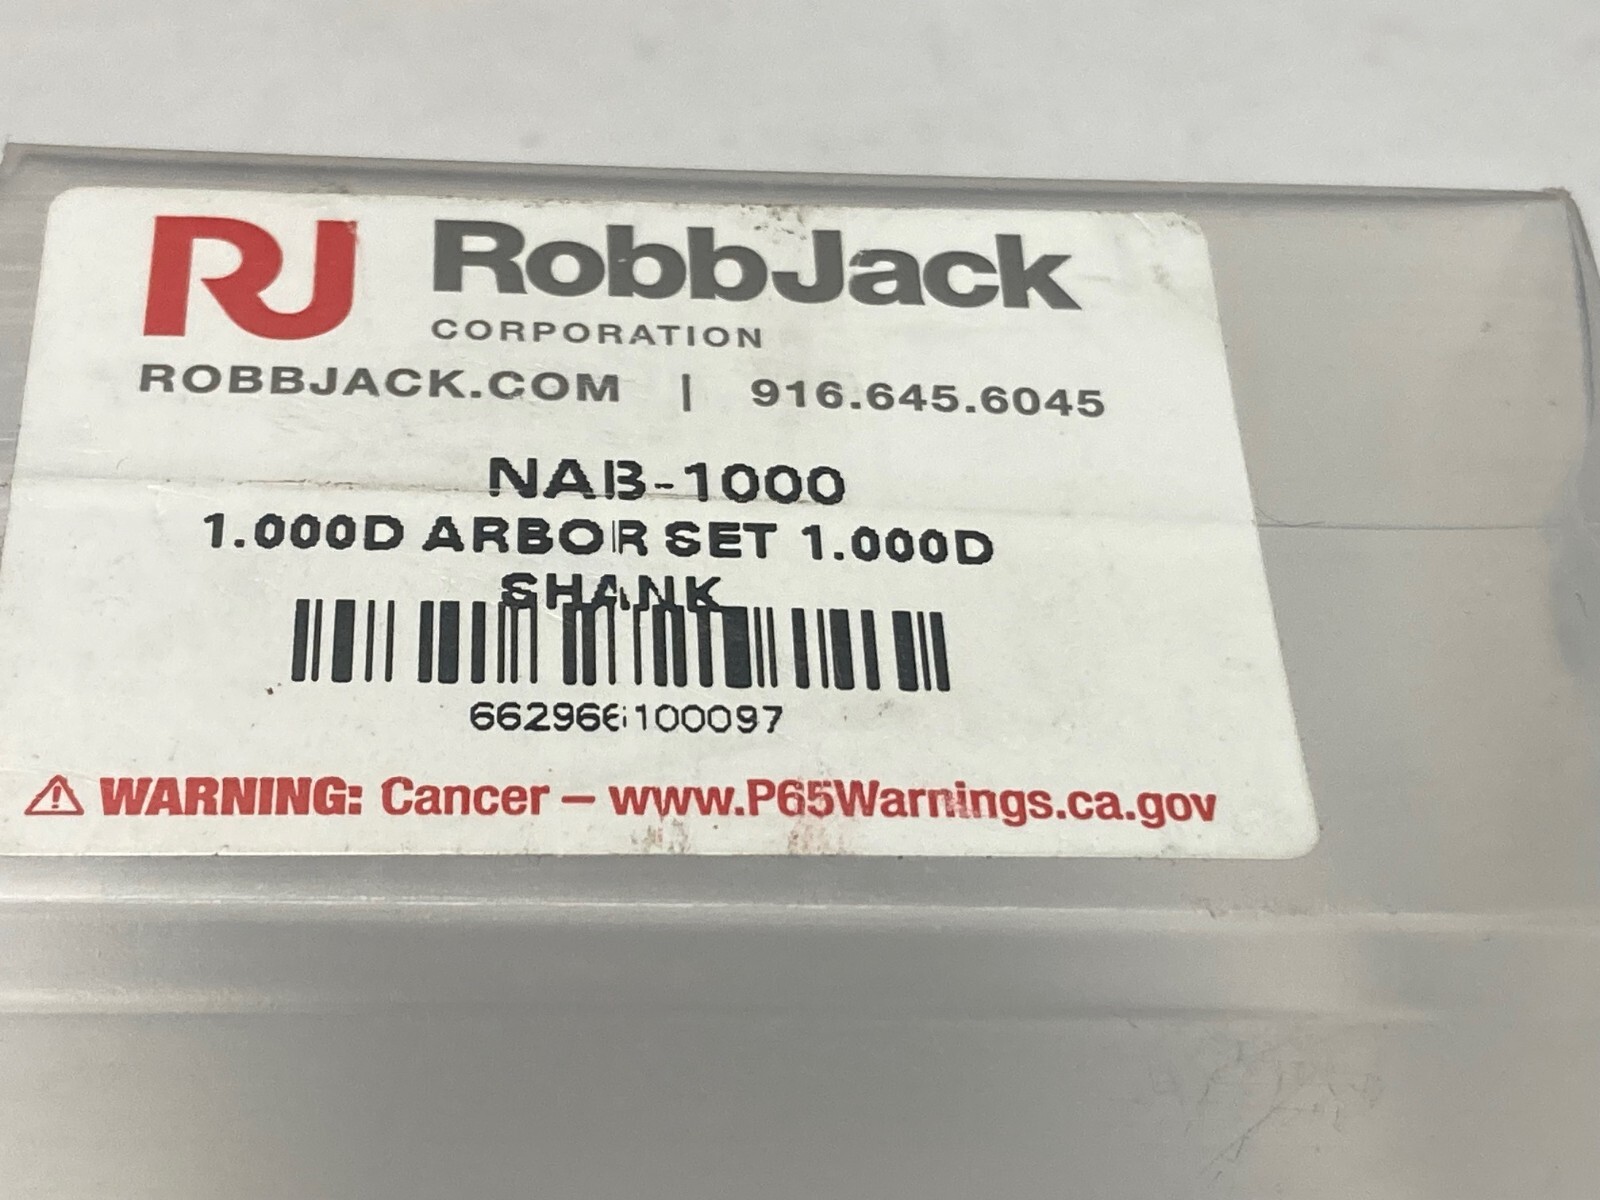 RJ RobbJack
CORPORATION
ROBBJACK.COM | 916.645.6045
NAB-1000
1.000D ARBOR SET 1.000D
SHANK
662966100097
WARNING: Cancer – www.P65Warnings.ca.gov